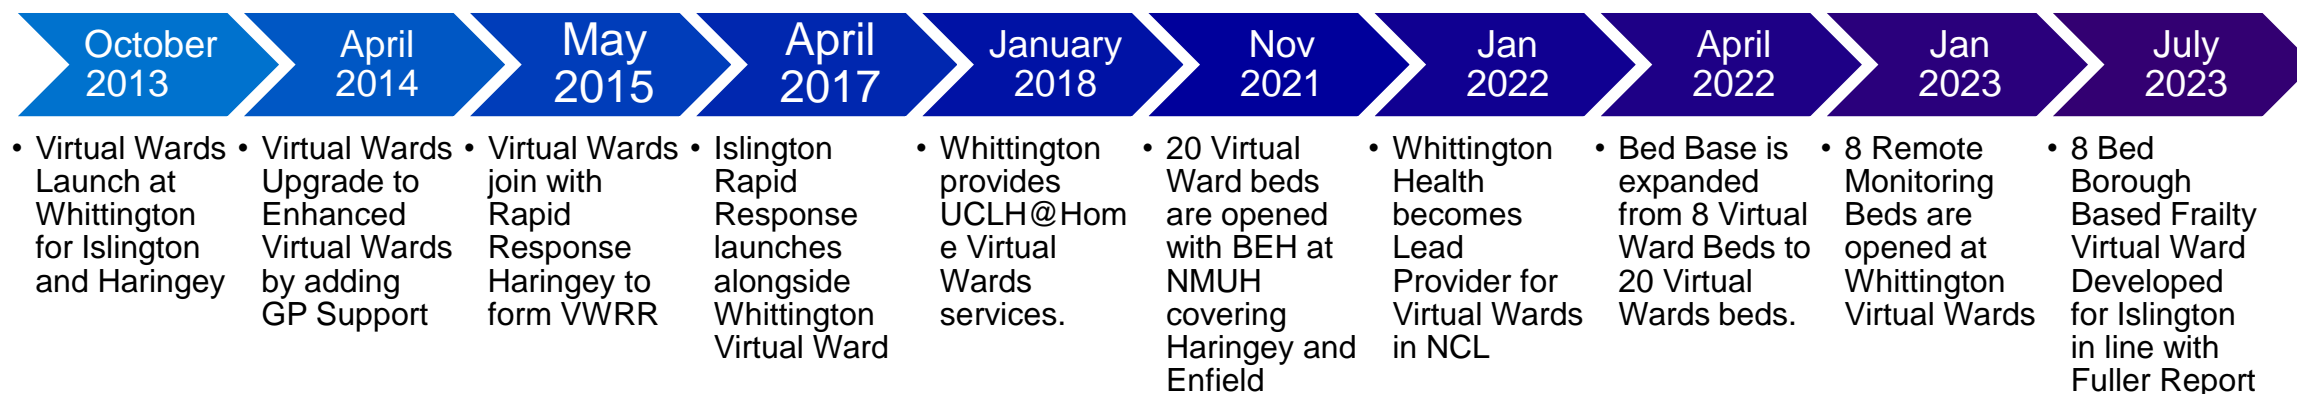 October
2013
April
2014
May
2015
April
2017
January
2018
Nov
2021
Jan
2022
April
2022
Jan
2023
July
2023
• Virtual Wards
Launch at
Whittington
for Islington
and Haringey
• Virtual Wards
Upgrade to
Enhanced
Virtual Wards
by adding
GP Support
• Virtual Wards
join with
Rapid
Response
Haringey to
form VWRR
• Islington
Rapid
Response
launches
alongside
Whittington
Virtual Ward
• Whittington
provides
UCLH@Hom
e Virtual
Wards
services.
• 20 Virtual
Ward beds
are opened
with BEH at
NMUH
covering
Haringey and
Enfield
• Whittington
Health
becomes
Lead
Provider for
Virtual Wards
in NCL
• Bed Base is
expanded
from 8 Virtual
Ward Beds to
20 Virtual
Wards beds.
• 8 Remote
Monitoring
Beds are
opened at
Whittington
Virtual Wards
• 8 Bed
Borough
Based Frailty
Virtual Ward
Developed
for Islington
in line with
Fuller Report